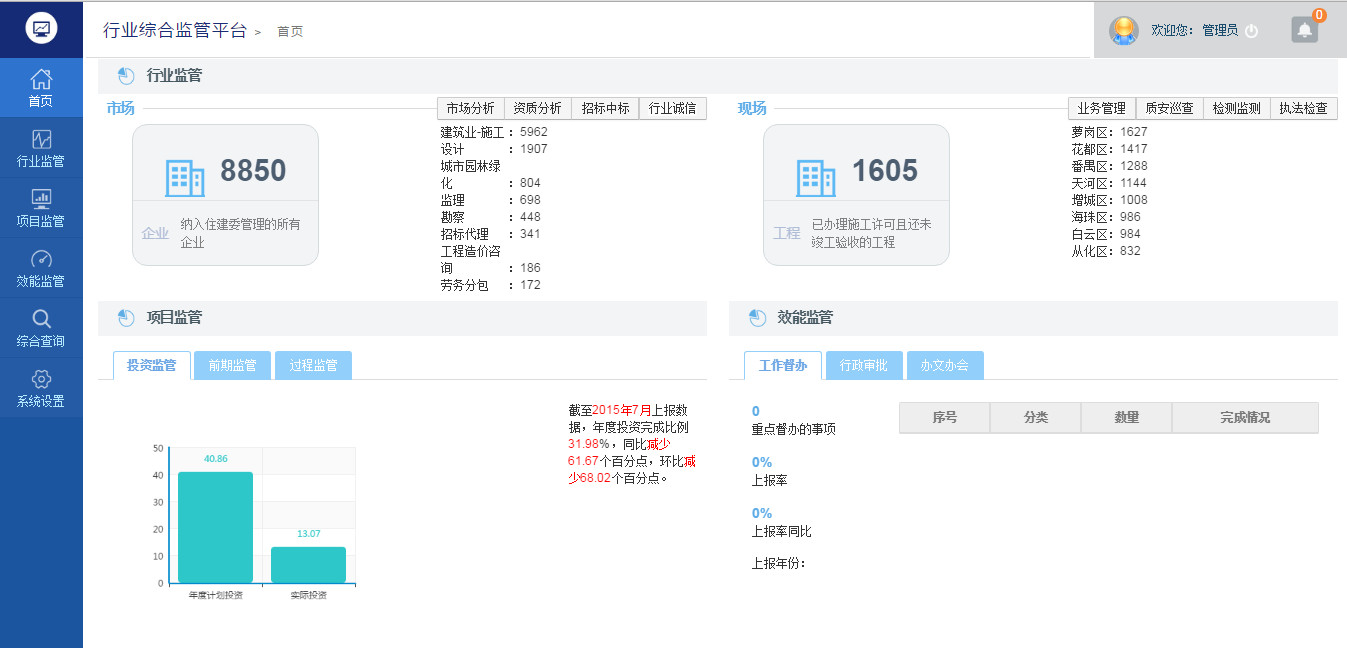 行业综合监管平台 > 首页
欢迎您: 管理员
0
首页
行业监管
项目监管
效能监管
综合查询
系统设置
行业监管
市场
市场分析 资质分析 招标中标 行业诚信
8850
企业 纳入住建委管理的所有
企业
建筑业-施工 : 5962
设计 : 1907
城市园林绿
化 : 804
监理 : 698
勘察 : 448
招标代理 : 341
工程造价咨
询 : 186
劳务分包 : 172
现场
业务管理 质安巡查 检测监测 执法检查
1605
工程 已办理施工许可且还未
竣工验收的工程
萝岗区: 1627
花都区: 1417
番禺区: 1288
天河区: 1144
增城区: 1008
海珠区: 986
白云区: 984
从化区: 832
项目监管
投资监管 前期监管 过程监管
50
40
30
20
10
0
40.86
13.07
年度计划投资 实际投资
截至2015年7月上报数
据，年度投资完成比例
31.98%，同比减少
61.67个百分点，环比减
少68.02个百分点。
效能监管
工作督办 行政审批 办文办会
0
重点督办的事项
0%
上报率
0%
上报率同比
上报年份:
序号 分类 数量 完成情况